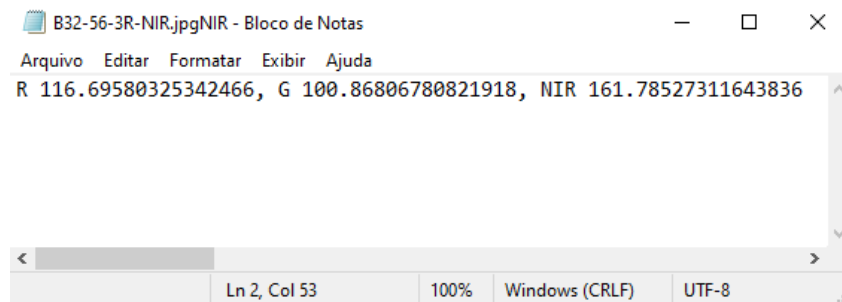 B32-56-3R-NIR.jpgNIR - Bloco de Notas
Arquivo Editar Formatar Exibir Ajuda
R 116.69580325342466, G 100.86806780821918, NIR 161.78527311643836
Ln 2, Col 53 100% Windows (CRLF) UTF-8